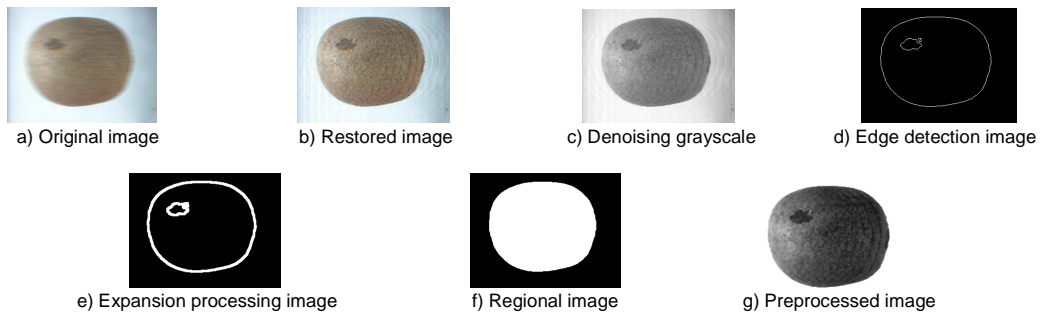 a) Original image
b) Restored image
c) Denoising grayscale
d) Edge detection image
e) Expansion processing image
f) Regional image
g) Preprocessed image